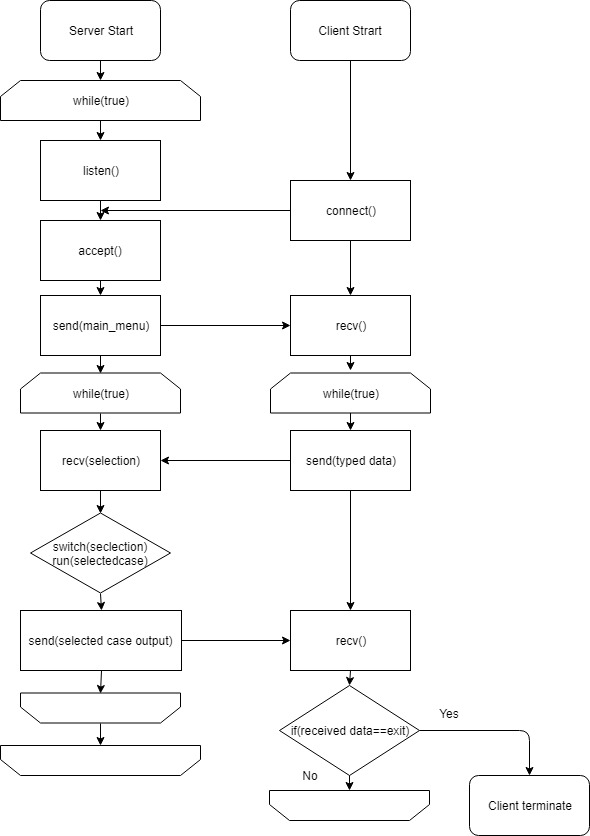 Server Start
Client Strart
while(true)
listen()
connect()
accept()
send(main_menu)
recv()
while(true)
while(true)
recv(selection)
send(typed data)
switch(seclection)
run(selectedcase)
send(selected case output)
recv()
if(received data==exit)
Yes
No
Client terminate